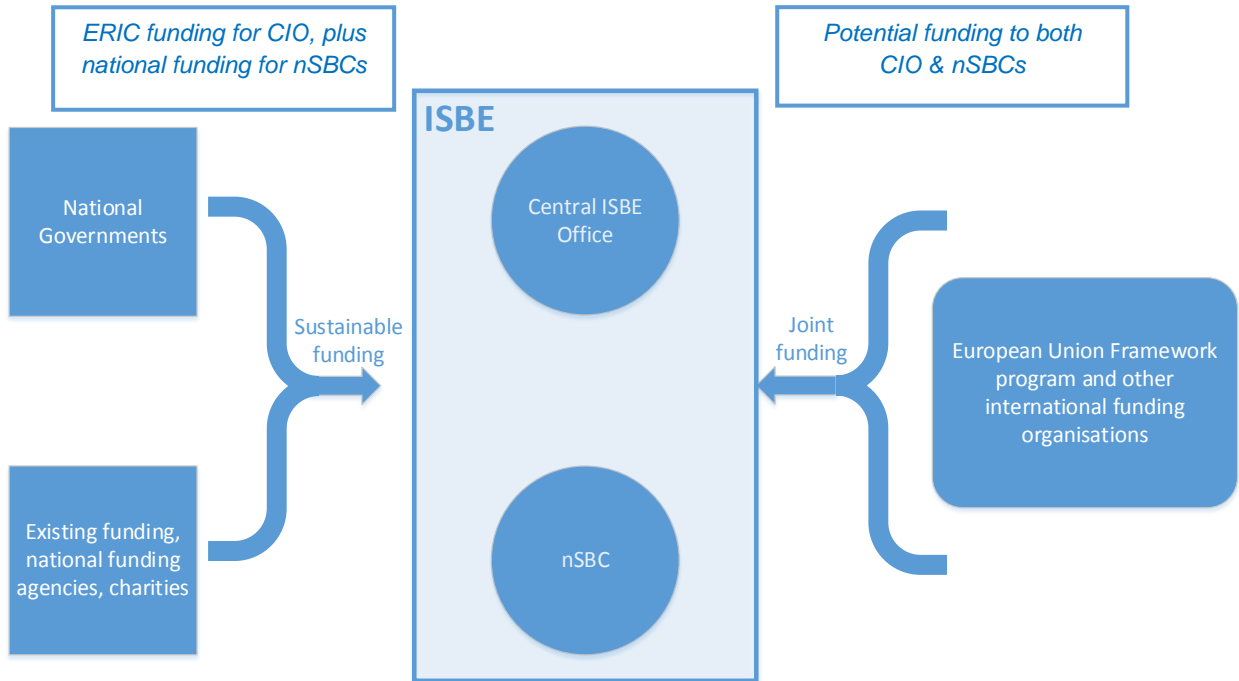 ERIC funding for CIO, plus
national funding for nSBCs
Potential funding to both
CIO & nSBCs
ISBE
National
Governments
Central ISBE
Office
Sustainable
funding
Joint
funding
European Union Framework
program and other
international funding
organisations
Existing funding,
national funding
agencies, charities
nSBC